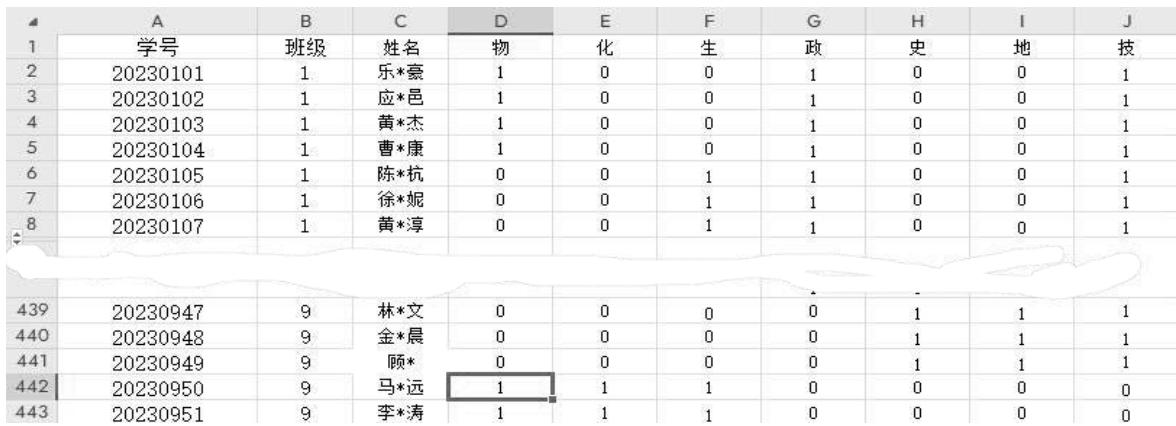 A B C D E F G H I J
1 学号 班级 姓名 物 化 生 政 史 地 技
2 20230101 1 乐*豪 1 0 0 1 0 0 1
3 20230102 1 应*邑 1 0 0 1 0 0 1
4 20230103 1 黄*杰 1 0 0 1 0 0 1
5 20230104 1 曹*康 1 0 0 1 0 0 1
6 20230105 1 陈*杭 0 0 1 1 0 0 1
7 20230106 1 徐*妮 0 0 1 1 0 0 1
8 20230107 1 黄*淳 0 0 1 1 0 0 1
439 20230947 9 林*文 0 0 0 0 1 1 1
440 20230948 9 金*晨 0 0 0 0 1 1 1
441 20230949 9 顾* 0 0 0 0 1 1 1
442 20230950 9 马*远 1 1 1 0 0 0 0
443 20230951 9 李*涛 1 1 1 0 0 0 0